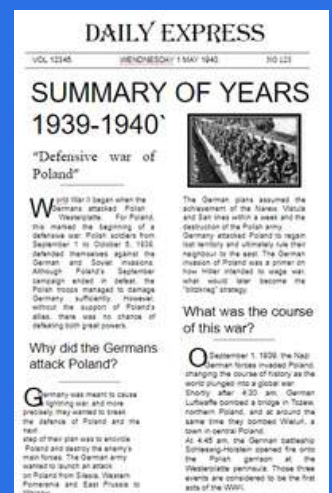 DAILY EXPRESS
VOL 12345. WENDNESDAY 1 MAY 1940. NO 123
SUMMARY OF YEARS
1939-1940`
"Defensive war of
Poland"
World War II began when the
Germans attacked Polish
Westerplatte. For Poland,
this marked the beginning of a
defensive war. Polish soldiers from
September 1 to October 5, 1939,
defended themselves against the
German and Soviet invasions.
Although Poland's September
campaign ended in defeat, the
Polish troops managed to damage
Germany sufficiently. However,
without the support of Poland's
allies, there was no chance of
defeating both great powers.
Why did the Germans
attack Poland?
Germany was meant to cause
a lightning war, and more
precisely, they wanted to break
the defence of Poland and the
next
step of their plan was to encircle
Poland and destroy the enemy's
main forces. The German army
wanted to launch an attack
on Poland from Silesia, Western
Pomerania and East Prussia to
Warsaw.
The German plans assumed the
achievement of the Narew, Vistula
and San lines within a week and the
destruction of the Polish army.
Germany attacked Poland to regain
lost territory and ultimately rule their
neighbour to the east. The German
invasion of Poland was a primer on
how Hitler intended to wage war,
what would later become the
"blitzkrieg" strategy.
What was the course
of this war?
On September 1, 1939, the Nazi
German forces invaded Poland,
changing the course of history as the
world plunged into a global war.
Shortly after 4:30 am, German
Luftwaffe bombed a bridge in Tczew,
northern Poland, and at around the
same time they bombed Wieluń, a
town in central Poland.
At 4:45 am, the German battleship
Schleswig-Holstein opened fire onto
the Polish garrison at the
Westerplatte peninsula. Those three
events are considered to be the first
acts of the WWII.